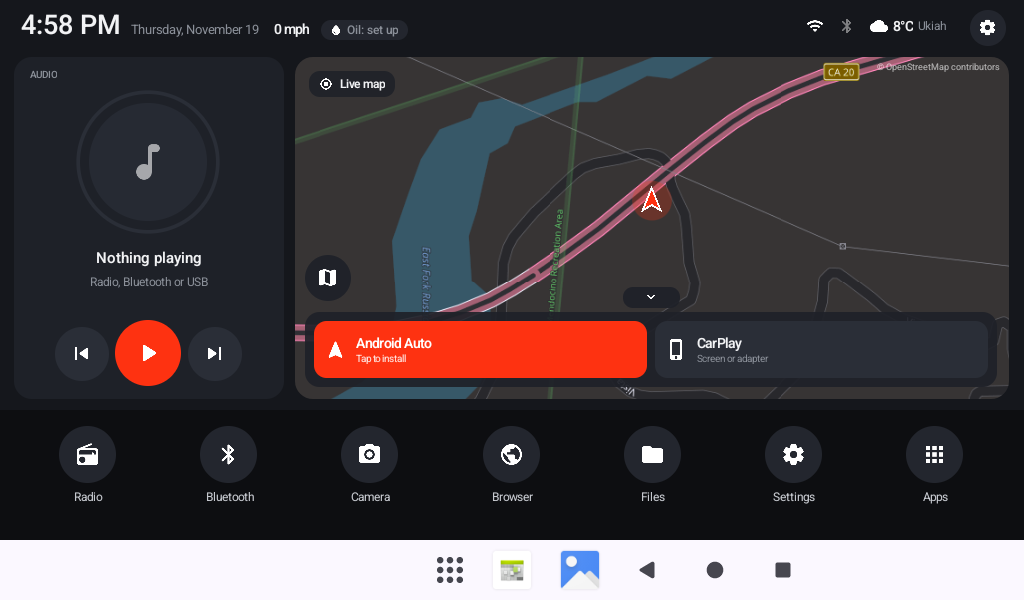 4:58 PM Thursday, November 19 0 mph Oil: set up 8°C Ukiah
AUDIO
Live map
CA 20
© OpenStreetMap contributors
East Fork Russ
Recreation Area
Nothing playing
Radio, Bluetooth or USB
Android Auto
Tap to install
CarPlay
Screen or adapter
Radio
Bluetooth
Camera
Browser
Files
Settings
Apps